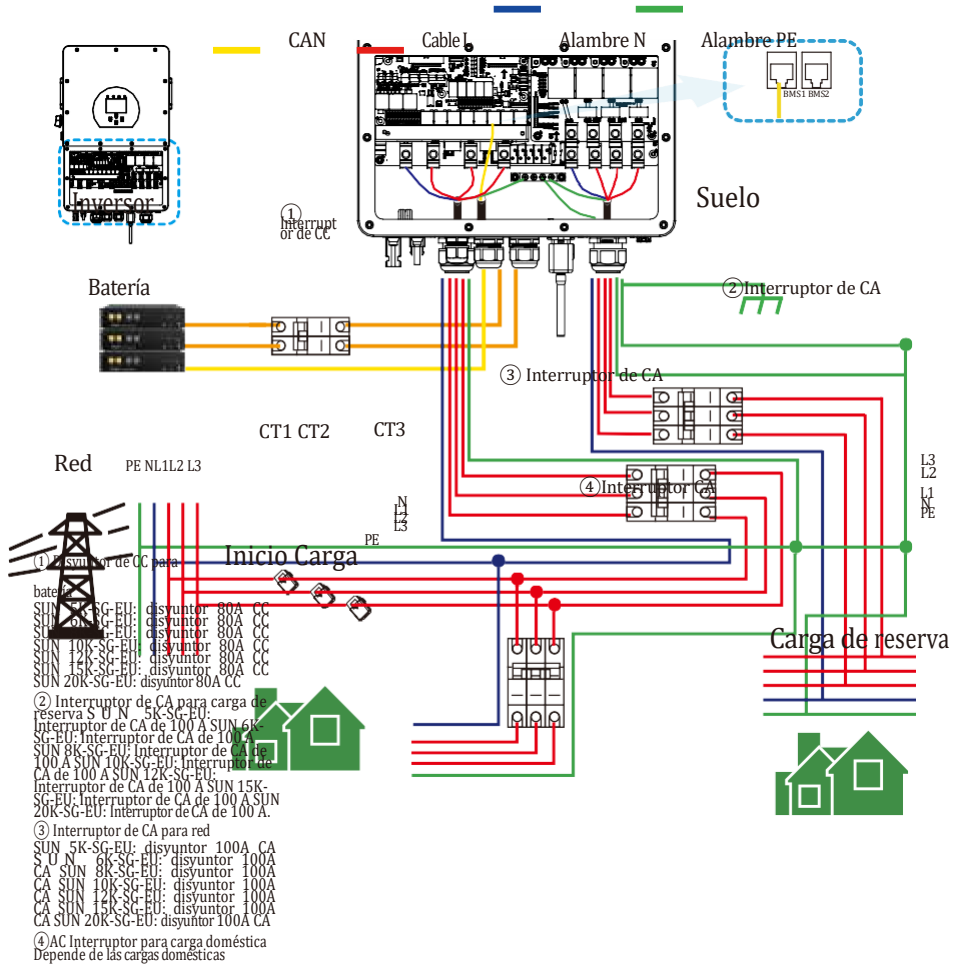 CAN
Cable L
Alambre N
Alambre PE
BMS1 BMS2
Inversor
Suelo
①
Interrupt
or de CC
Batería
②Interruptor de CA
③ Interruptor de CA
CT1 CT2
CT3
Red
PE NL1L2 L3
④Interruptor CA
L3
L2
L1
N
PE
N
L1
L2
L3
PE
Inicio Carga
Carga de reserva
① Disyuntor de CC para
batería
SUN 5K-SG-EU: disyuntor 80A CC
SUN 6K-SG-EU: disyuntor 80A CC
SUN 8K-SG-EU: disyuntor 80A CC
SUN 10K-SG-EU: disyuntor 80A CC
SUN 12K-SG-EU: disyuntor 80A CC
SUN 15K-SG-EU: disyuntor 80A CC
SUN 20K-SG-EU: disyuntor 80A CC
② Interruptor de CA para carga de
reserva S U N 5K-SG-EU:
Interruptor de CA de 100 A SUN 6K-
SG-EU: Interruptor de CA de 100 A
SUN 8K-SG-EU: Interruptor de CA de
100 A SUN 10K-SG-EU: Interruptor de
CA de 100 A SUN 12K-SG-EU:
Interruptor de CA de 100 A SUN 15K-
SG-EU: Interruptor de CA de 100 A SUN
20K-SG-EU: Interruptor de CA de 100 A.
③ Interruptor de CA para red
SUN 5K-SG-EU: disyuntor 100A CA
S U N 6K-SG-EU: disyuntor 100A
CA SUN 8K-SG-EU: disyuntor 100A
CA SUN 10K-SG-EU: disyuntor 100A
CA SUN 12K-SG-EU: disyuntor 100A
CA SUN 15K-SG-EU: disyuntor 100A
CA SUN 20K-SG-EU: disyuntor 100A CA
④AC Interruptor para carga doméstica
Depende de las cargas domésticas